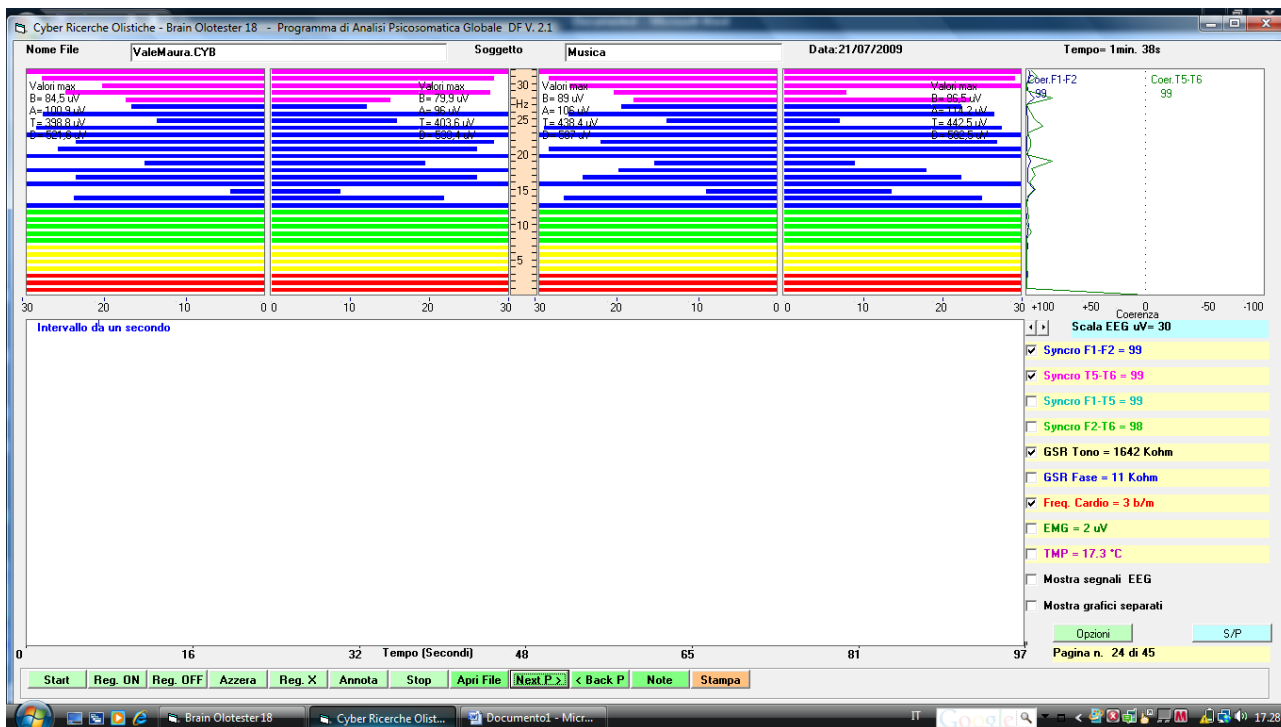 Cyber Ricerche Olistiche - Brain Olotester 18 - Programma di Analisi Psicosomatica Globale DF V. 2.1
Nome File ValeMaura.CYB Soggetto Musica Data:21/07/2009 Tempo= 1min. 38s
Valori max Valori max 30 Valori max Valori max Coer.F1-F2 Coer.T5-T6
B= 84,5 uV B= 79,9 uV Hz B= 89 uV B= 96,5 uV 99 99
A= 100,9 uV A= 96 uV A= 106 uV A= 114,2 uV
T= 398,8 uV T= 403,6 uV 25 T= 438,4 uV T= 442,5 uV
20
15
10
5
30 20 10 0 0 10 20 30 30 20 10 0 0 10 20 30 +100 +50 0 -50 -100
Coerenza
Intervallo da un secondo
Scala EEG uV= 30
Syncro F1-F2 = 99
Syncro T5-T6 = 99
Syncro F1-T5 = 99
Syncro F2-T6 = 98
GSR Tono = 1642 Kohm
GSR Fase = 11 Kohm
Freq. Cardio = 3 b/m
EMG = 2 uV
TMP = 17.3 °C
Mostra segnali EEG
Mostra grafici separati
Opzioni S/P
0 16 32 Tempo (Secondi) 48 65 81 97 Pagina n. 24 di 45
Start Reg. ON Reg. OFF Azzera Reg. X Annota Stop Apri File Next P > < Back P Note Stampa
Brain Olotester 18 Cyber Ricerche Olist... Documento1 - Micr... IT Google 17.28